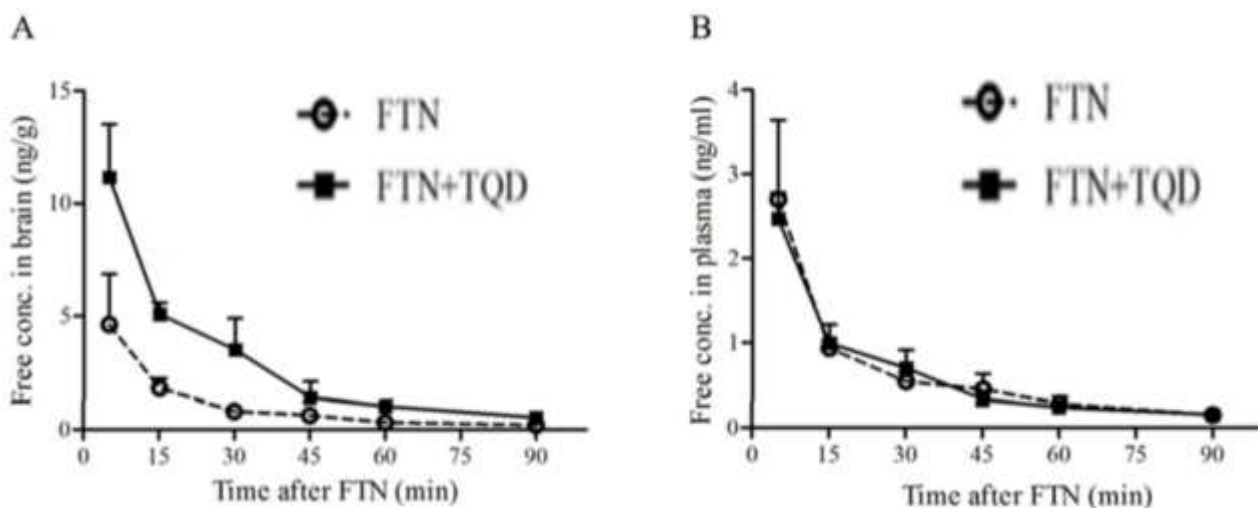 A
Free conc. in brain (ng/g)
15
10
5
0
FTN
FTN+TQD
0 15 30 45 60 75 90
Time after FTN (min)
B
Free conc. in plasma (ng/ml)
4
3
2
1
0
FTN
FTN+TQD
0 15 30 45 60 75 90
Time after FTN (min)